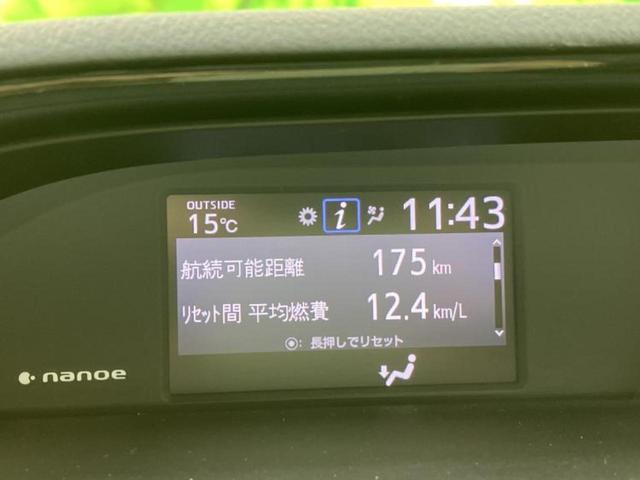 OUTSIDE
15℃
i
11:43
航続可能距離 175 km
リセット間 平均燃費 12.4 km/L
◉: 長押しでリセット
nanoe